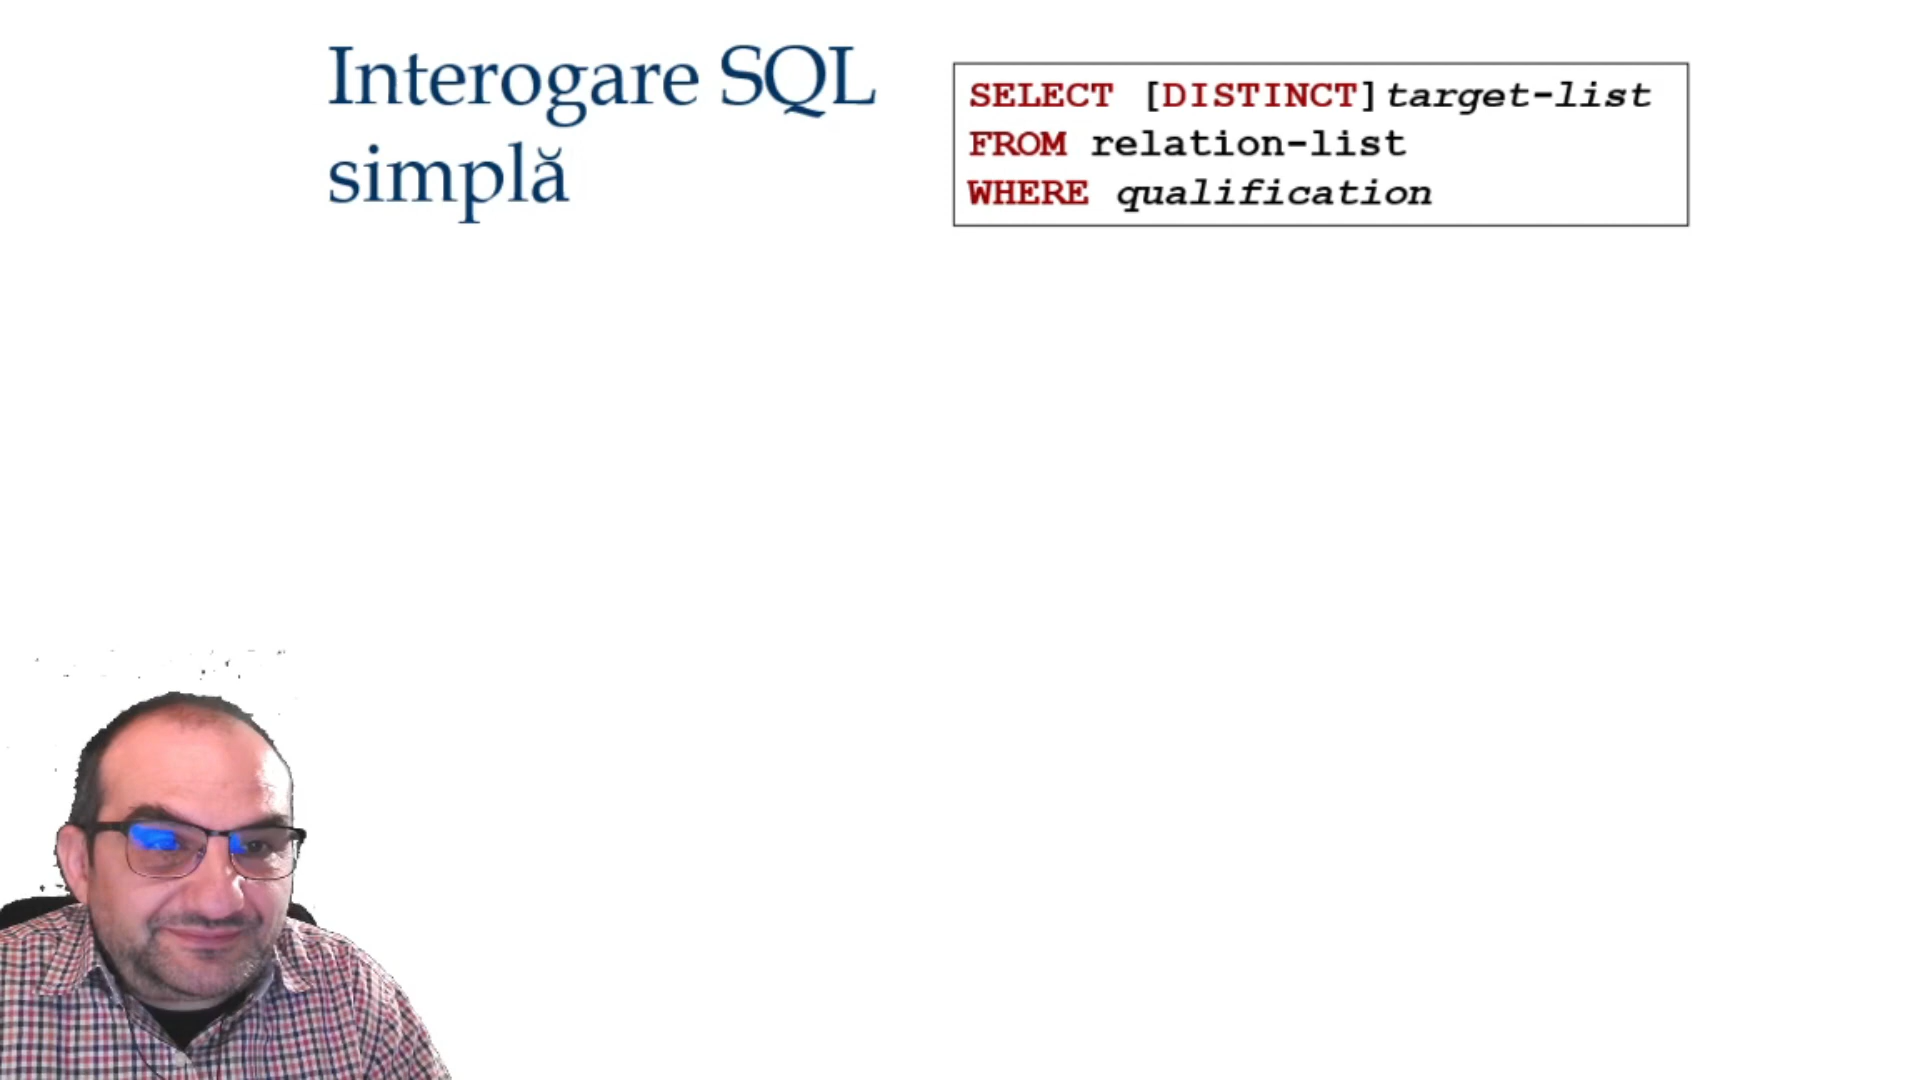 Interogare SQL
simplă
SELECT [DISTINCT] target-list
FROM relation-list
WHERE qualification